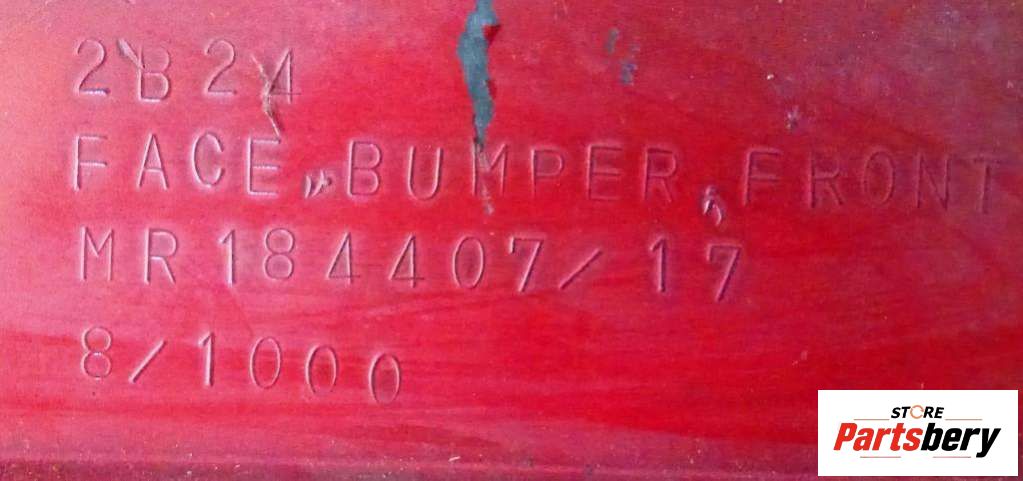 2B24
FACE, BUMPER, FRONT
MR184407/17
8/1000
STORE
Partsbery